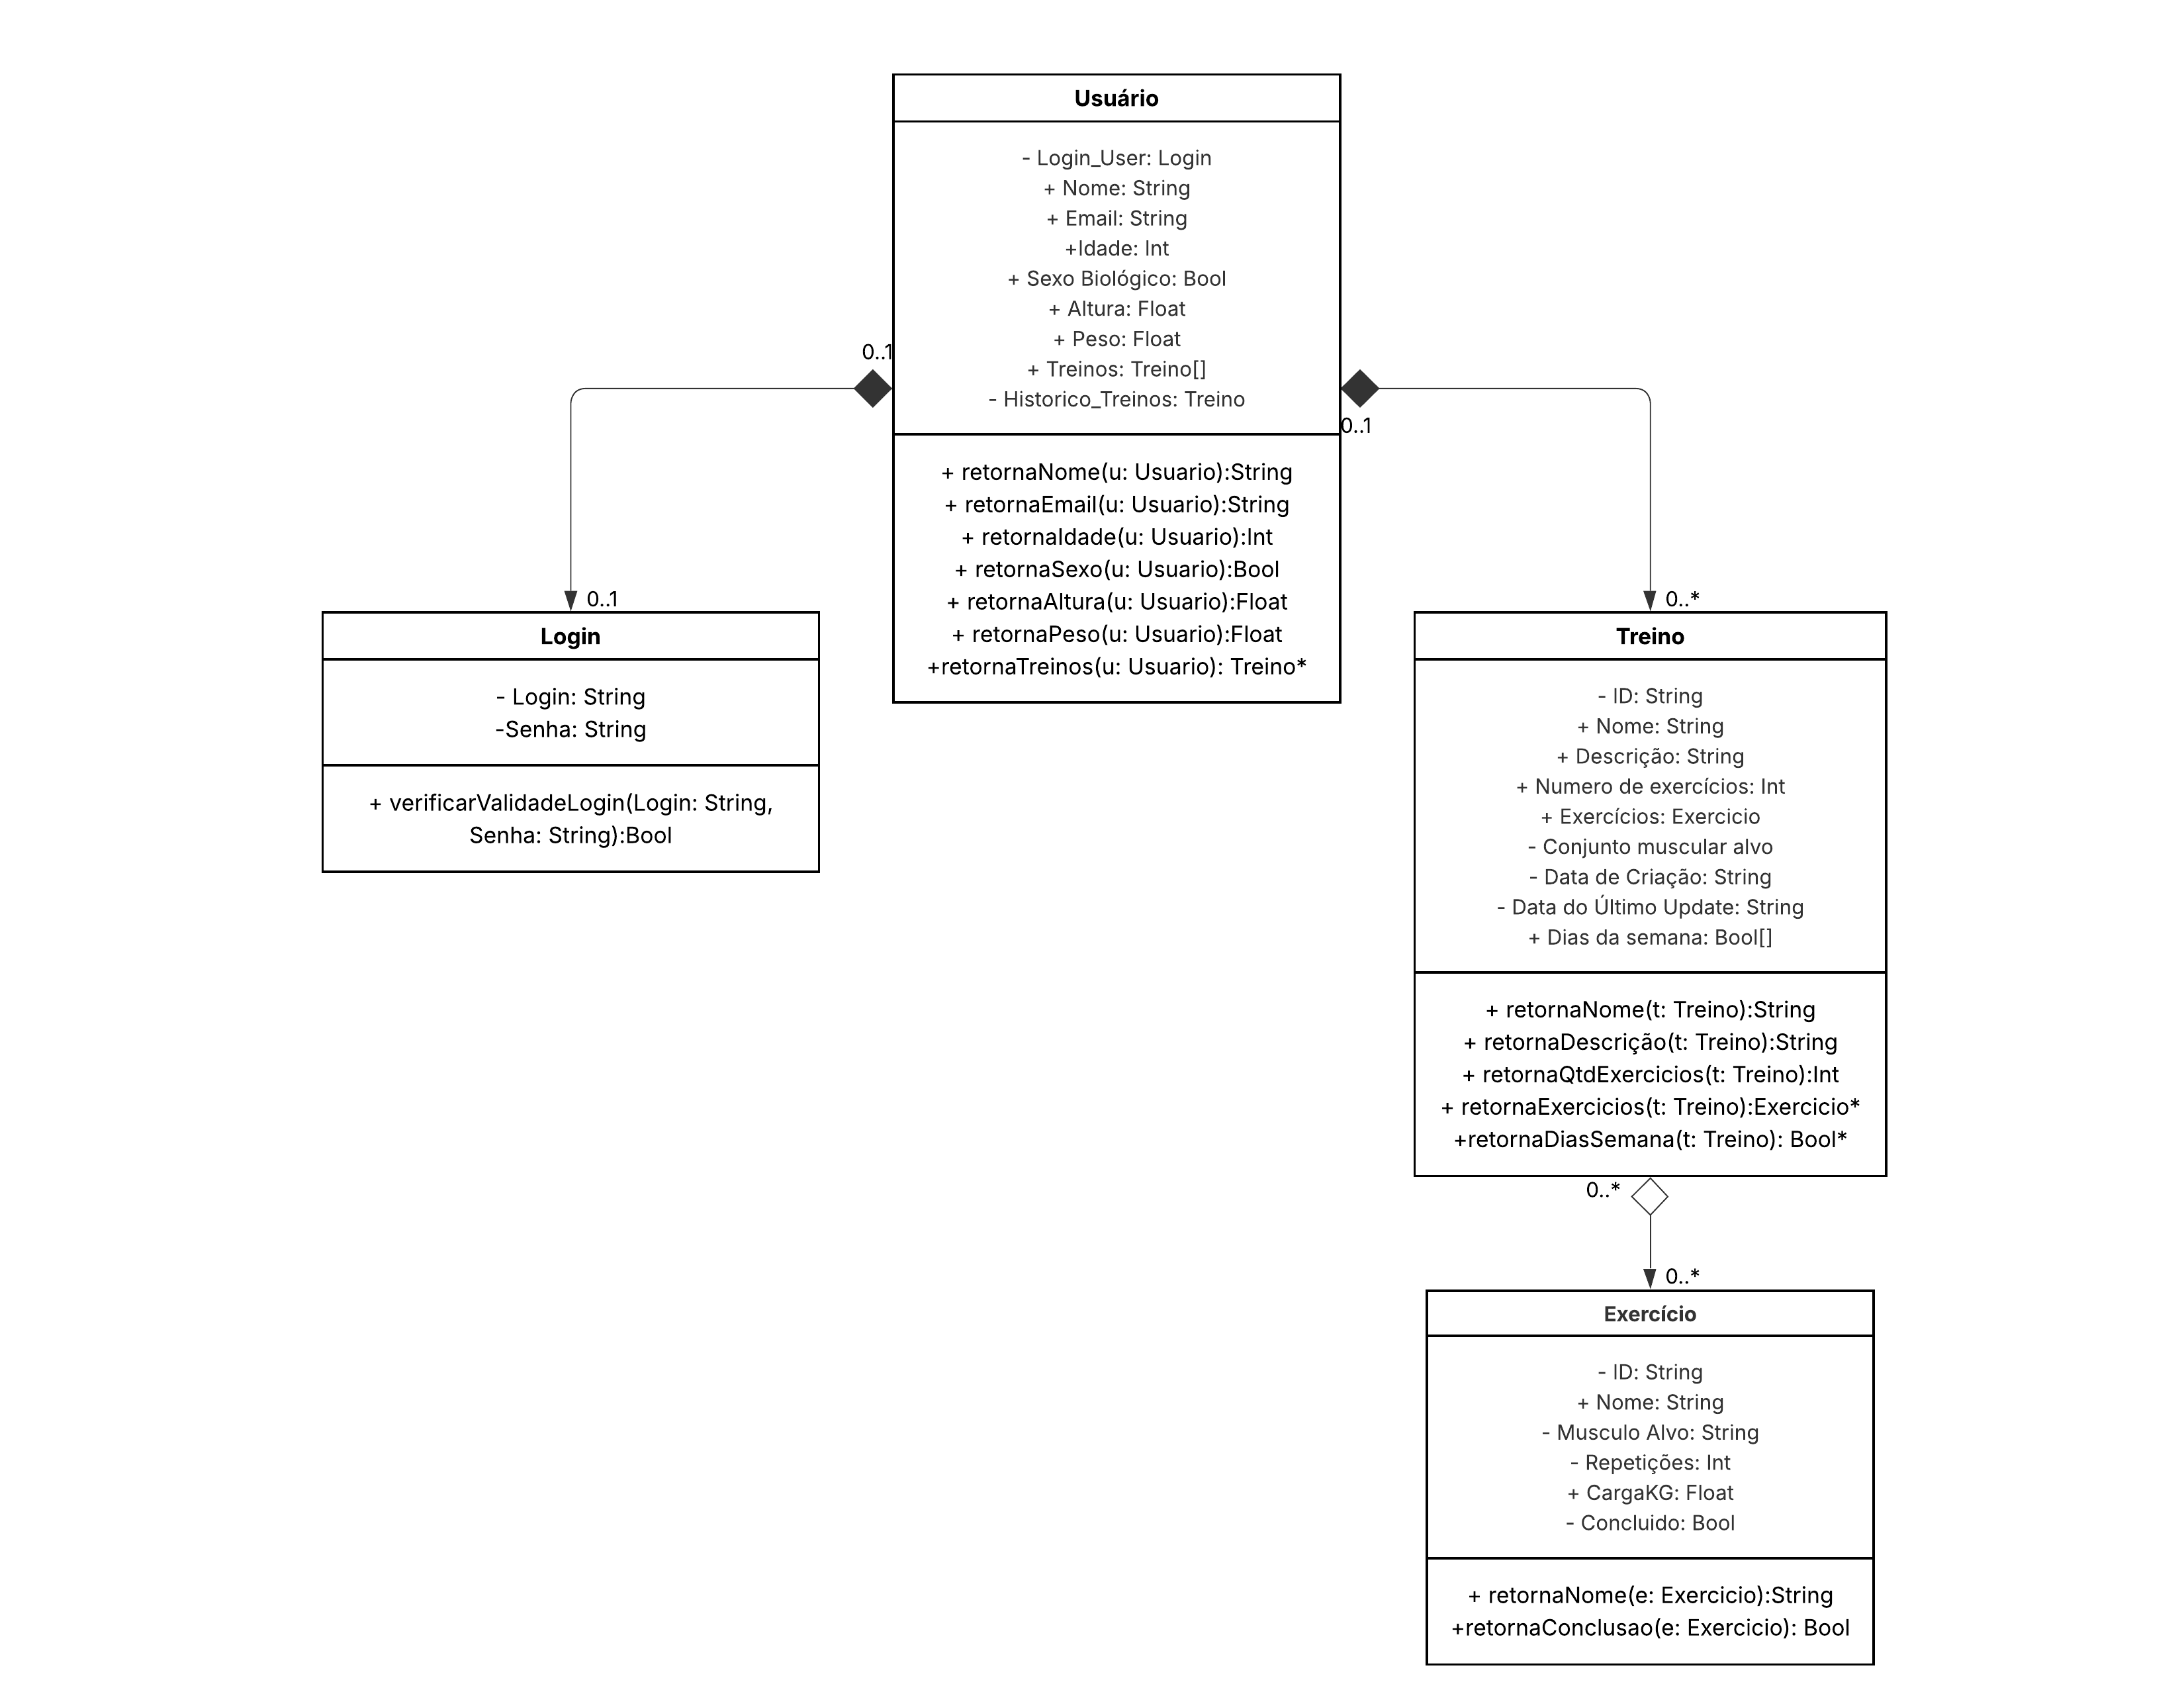 Usuário
- Login_User: Login
+ Nome: String
+ Email: String
+Idade: Int
+ Sexo Biológico: Bool
+ Altura: Float
+ Peso: Float
+ Treinos: Treino[]
- Historico_Treinos: Treino
+ retornaNome(u: Usuario):String
+ retornaEmail(u: Usuario):String
+ retornaIdade(u: Usuario):Int
+ retornaSexo(u: Usuario):Bool
+ retornaAltura(u: Usuario):Float
+ retornaPeso(u: Usuario):Float
+retornaTreinos(u: Usuario): Treino*
0..1
0..1
0..1
Login
- Login: String
-Senha: String
+ verificarValidadeLogin(Login: String,
Senha: String):Bool
0..*
Treino
- ID: String
+ Nome: String
+ Descrição: String
+ Numero de exercícios: Int
+ Exercícios: Exercicio
- Conjunto muscular alvo
- Data de Criação: String
- Data do Último Update: String
+ Dias da semana: Bool[]
+ retornaNome(t: Treino):String
+ retornaDescrição(t: Treino):String
+ retornaQtdExercicios(t: Treino):Int
+ retornaExercicios(t: Treino):Exercicio*
+retornaDiasSemana(t: Treino): Bool*
0..*
0..*
Exercício
- ID: String
+ Nome: String
- Musculo Alvo: String
- Repetições: Int
+ CargaKG: Float
- Concluido: Bool
+ retornaNome(e: Exercicio):String
+retornaConclusao(e: Exercicio): Bool